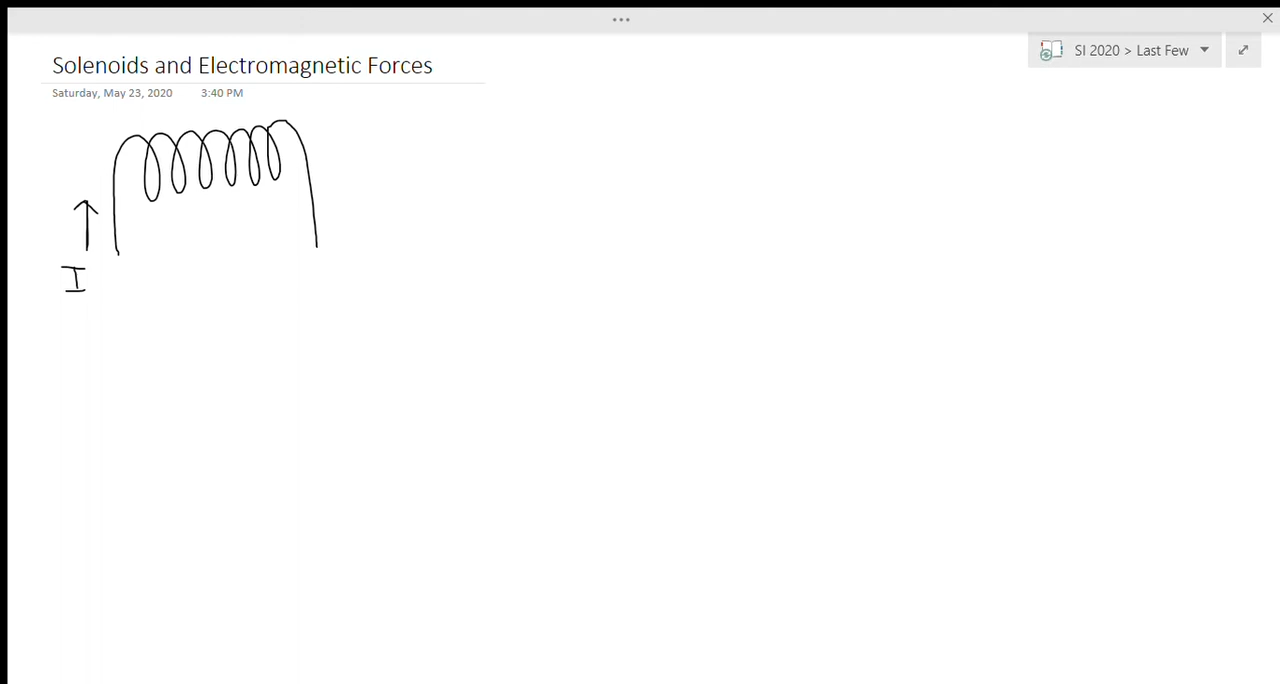 SI 2020 > Last Few
Solenoids and Electromagnetic Forces
Saturday, May 23, 2020 3:40 PM
I